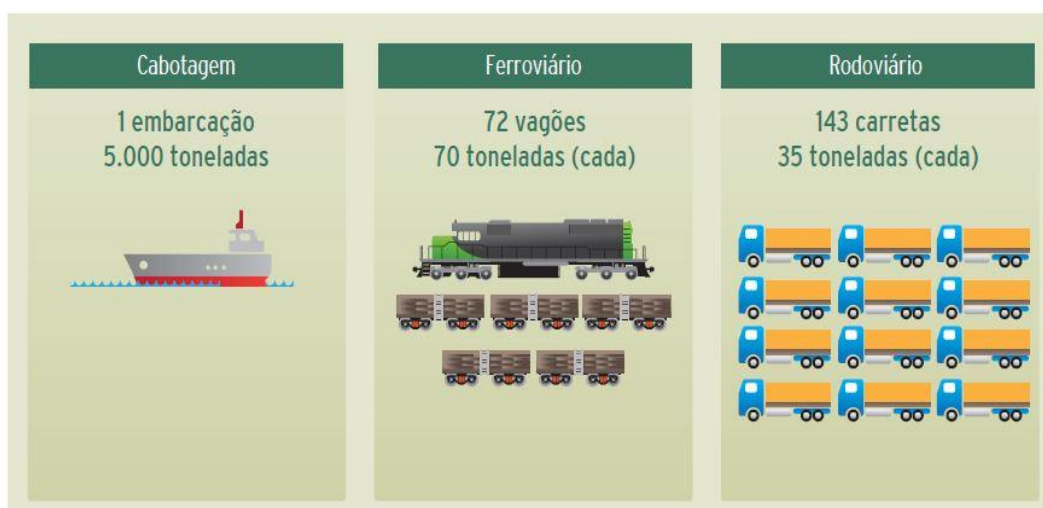 Cabotagem
1 embarcação
5.000 toneladas
Ferroviário
72 vagões
70 toneladas (cada)
Rodoviário
143 carretas
35 toneladas (cada)